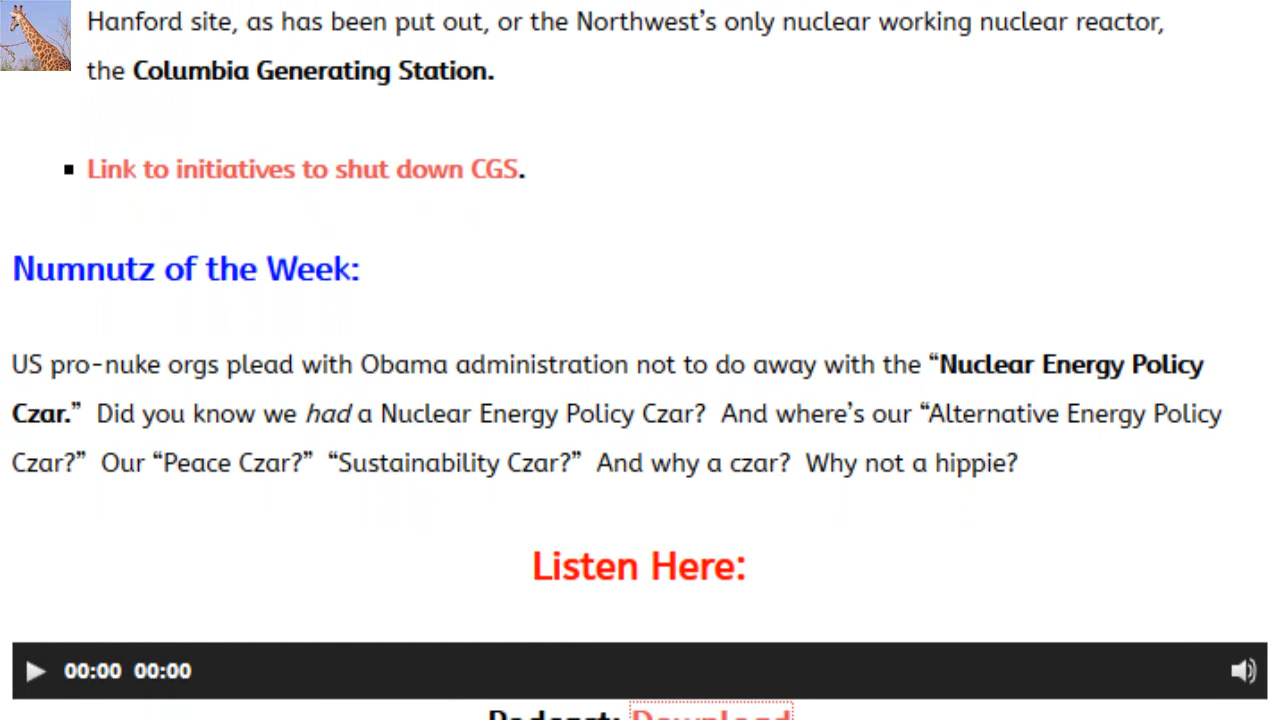 Hanford site, as has been put out, or the Northwest’s only nuclear working nuclear reactor,
the Columbia Generating Station.
Link to initiatives to shut down CGS.
Numnutz of the Week:
US pro-nuke orgs plead with Obama administration not to do away with the “Nuclear Energy Policy
Czar.” Did you know we had a Nuclear Energy Policy Czar? And where’s our “Alternative Energy Policy
Czar?” Our “Peace Czar?” “Sustainability Czar?” And why a czar? Why not a hippie?
Listen Here:
00:00 00:00
Podcast: Download